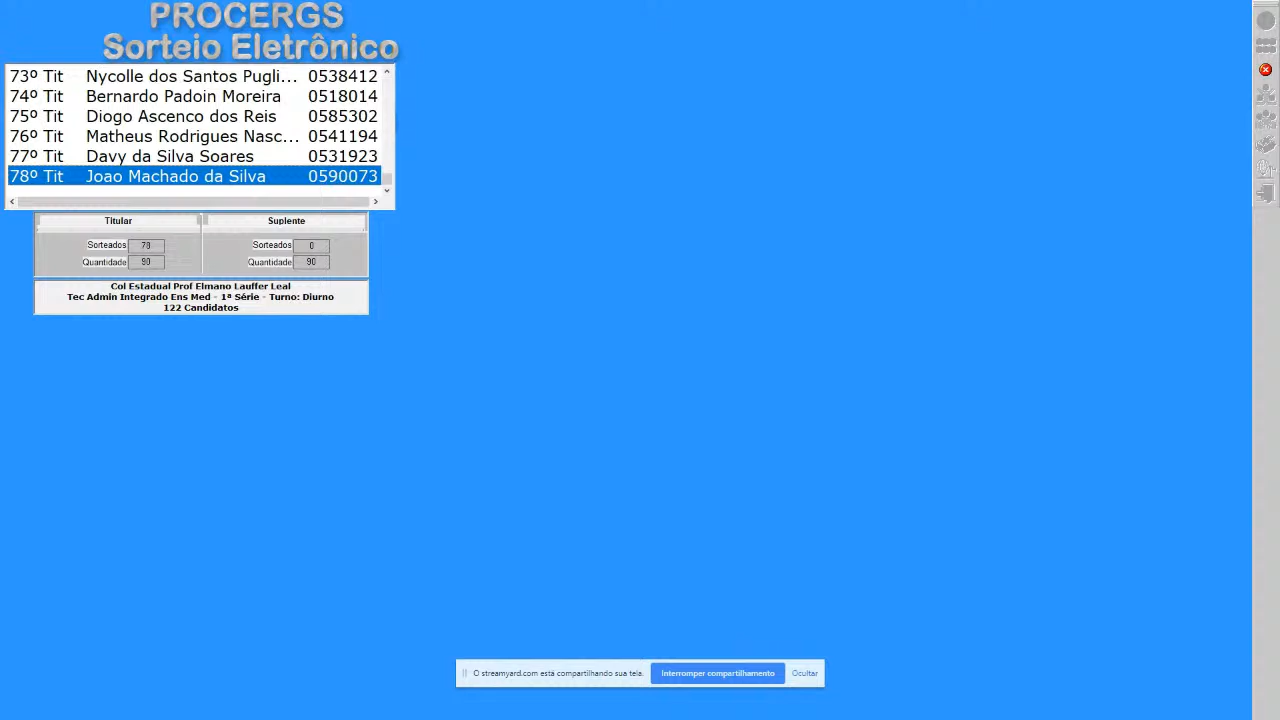 PROCERGS
Sorteio Eletrônico
73º Tit Nycolle dos Santos Pugli... 0538412
74º Tit Bernardo Padoin Moreira 0518014
75º Tit Diogo Ascenco dos Reis 0585302
76º Tit Matheus Rodrigues Nasc... 0541194
77º Tit Davy da Silva Soares 0531923
78º Tit Joao Machado da Silva 0590073
Titular Suplente
Sorteados 78 Sorteados 0
Quantidade 90 Quantidade 90
Col Estadual Prof Elmano Lauffer Leal
Tec Admin Integrado Ens Med - 1ª Série - Turno: Diurno
122 Candidatos
O streamyard.com está compartilhando sua tela. Interromper compartilhamento Ocultar